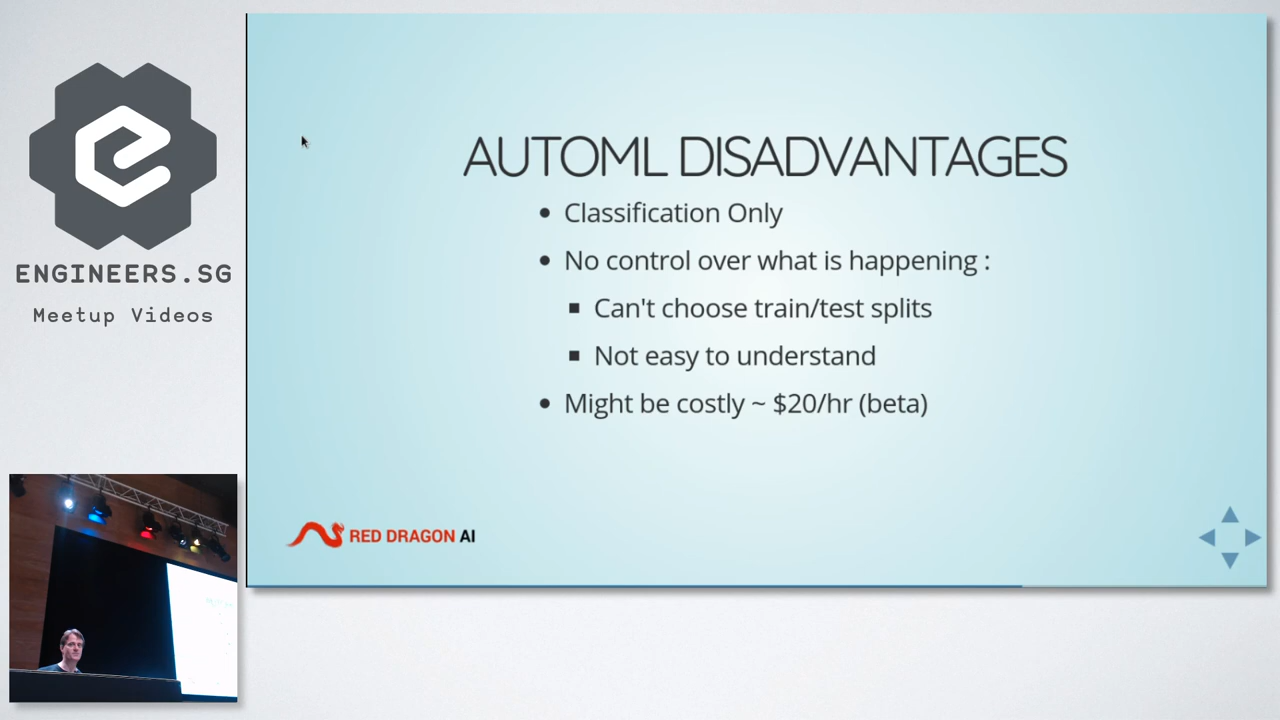 ENGINEERS.SG
Meetup Videos
AUTOML DISADVANTAGES
• Classification Only
• No control over what is happening :
▪ Can't choose train/test splits
▪ Not easy to understand
• Might be costly ~ $20/hr (beta)
RED DRAGON AI